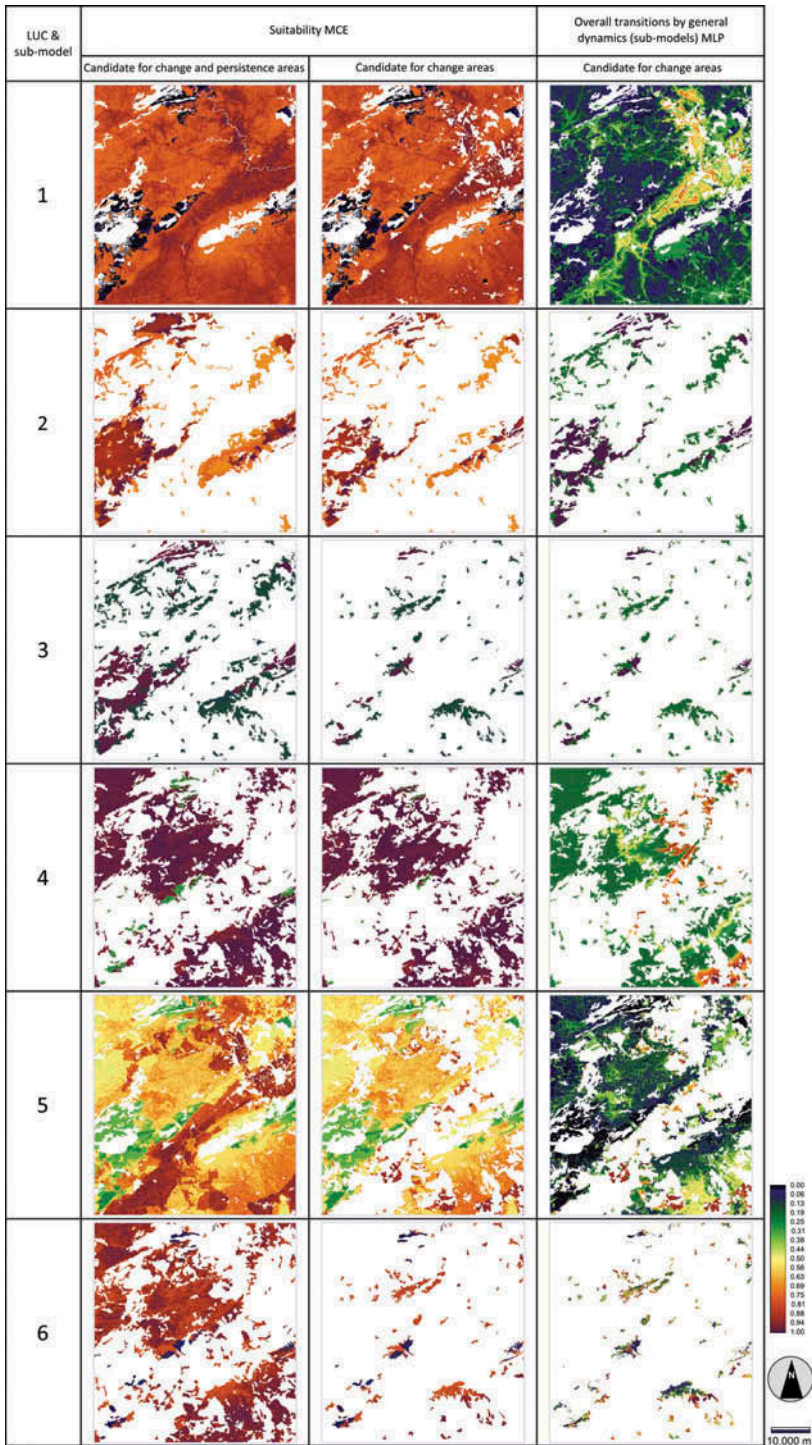 LUC &
sub-model
Suitability MCE
Overall transitions by general
dynamics (sub-models) MLP
Candidate for change and persistence areas
Candidate for change areas
Candidate for change areas
1
2
3
4
5
6
0.00
0.06
0.13
0.19
0.25
0.31
0.38
0.44
0.50
0.56
0.63
0.69
0.75
0.81
0.88
0.94
1.00
N
10.000 m